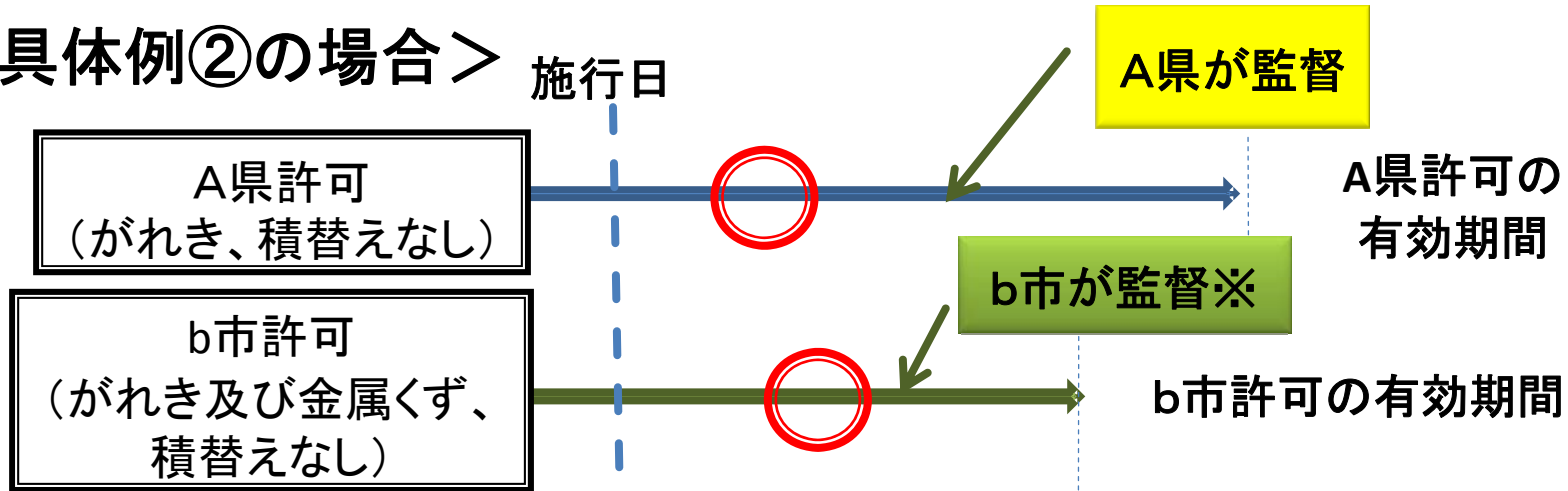 具体例②の場合＞
施行日
A県が監督
A県許可
（がれき、積替えなし）
A県許可の
有効期間
b市が監督※
b市許可
（がれき及び金属くず、
積替えなし）
b市許可の有効期間